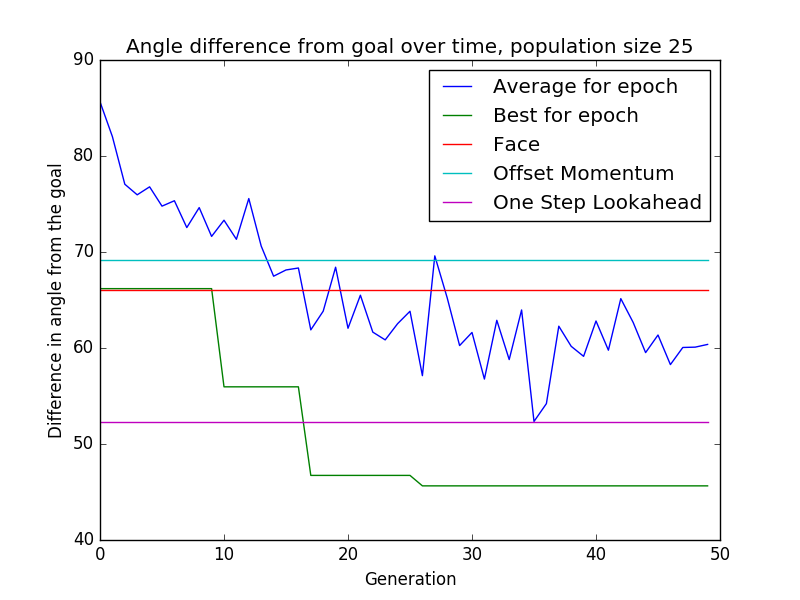 Angle difference from goal over time, population size 25
90
80
70
60
50
40
Difference in angle from the goal
Average for epoch
Best for epoch
Face
Offset Momentum
One Step Lookahead
0
10
20
30
40
50
Generation